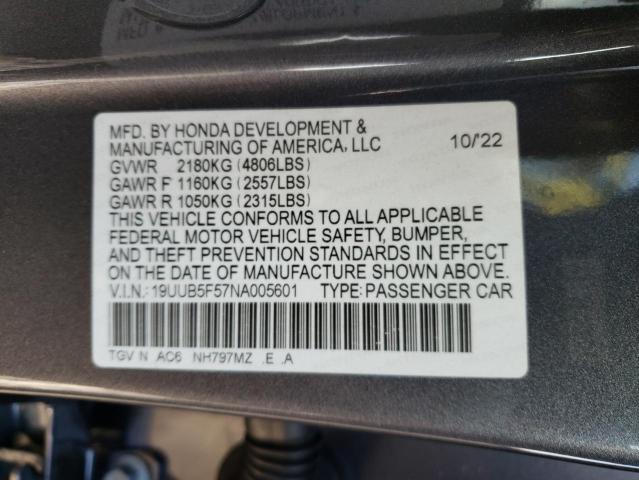 MFD. BY HONDA DEVELOPMENT &
MANUFACTURING OF AMERICA, LLC 10/22
GVWR 2180KG (4806LBS)
GAWR F 1160KG (2557LBS)
GAWR R 1050KG (2315LBS)
THIS VEHICLE CONFORMS TO ALL APPLICABLE
FEDERAL MOTOR VEHICLE SAFETY, BUMPER,
AND THEFT PREVENTION STANDARDS IN EFFECT
ON THE DATE OF MANUFACTURE SHOWN ABOVE.
V.I.N.: 19UUB5F57NA005601 TYPE: PASSENGER CAR
TGV N AC6 NH797MZ .E .A